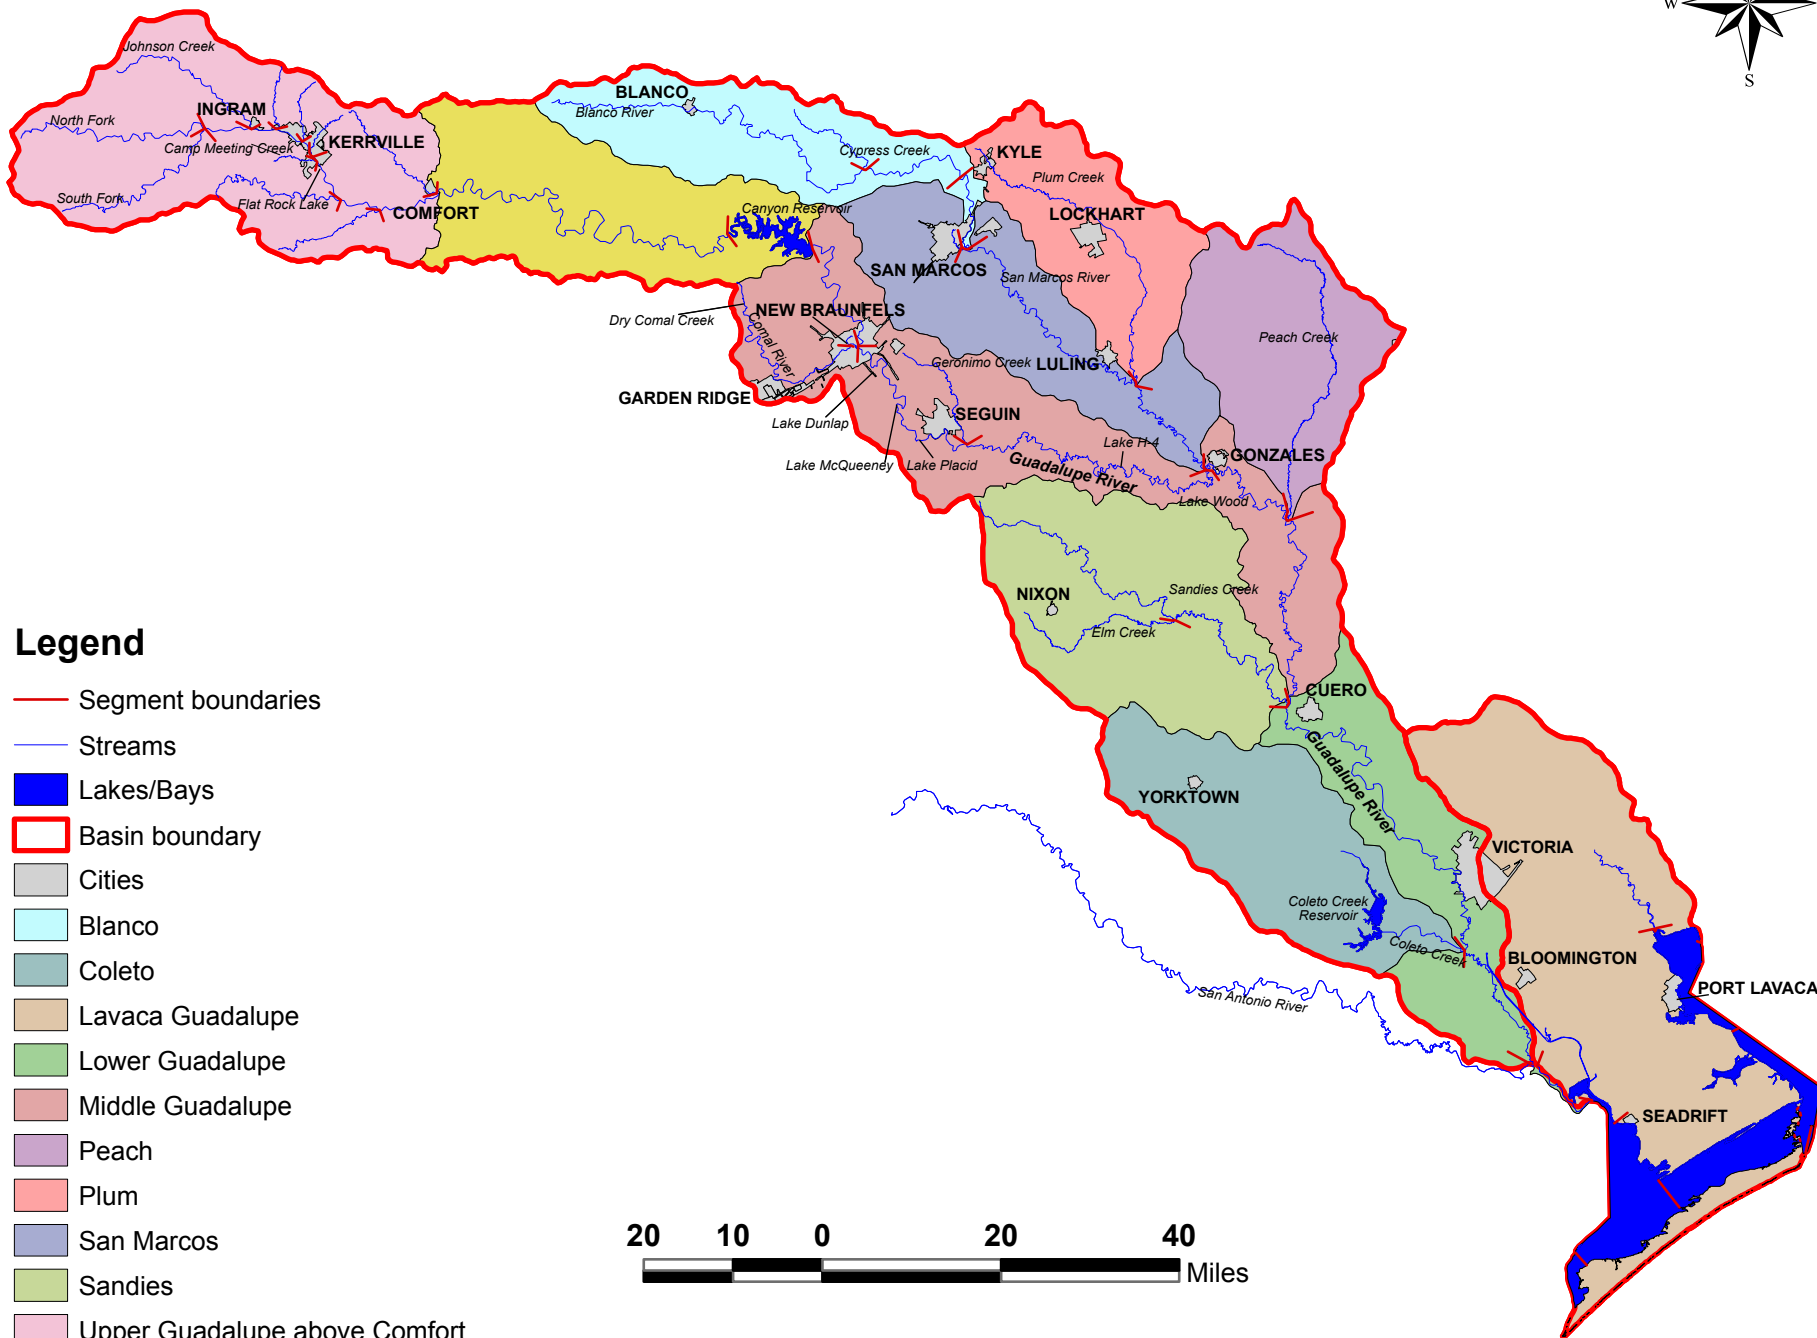 W
S
Johnson Creek
INGRAM
North Fork
Camp Meeting Creek
KERRVILLE
South Fork
Flat Rock Lake
COMFORT
BLANCO
Blanco River
Cypress Creek
KYLE
Plum Creek
LOCKHART
Canyon Reservoir
SAN MARCOS
San Marcos River
Dry Comal Creek
NEW BRAUNFELS
Comal River
Peach Creek
Geronimo Creek
LULING
GARDEN RIDGE
Lake Dunlap
SEGUIN
Lake McQueeney
Lake Placid
Guadalupe River
Lake H-4
GONZALES
Lake Wood
NIXON
Sandies Creek
Elm Creek
CUERO
Guadalupe River
YORKTOWN
VICTORIA
Coleto Creek
Reservoir
Coleto Creek
BLOOMINGTON
San Antonio River
PORT LAVACA
SEADRIFT
Legend
Segment boundaries
Streams
Lakes/Bays
Basin boundary
Cities
Blanco
Coleto
Lavaca Guadalupe
Lower Guadalupe
Middle Guadalupe
Peach
Plum
San Marcos
Sandies
Upper Guadalupe above Comfort
20 10 0 20 40
Miles